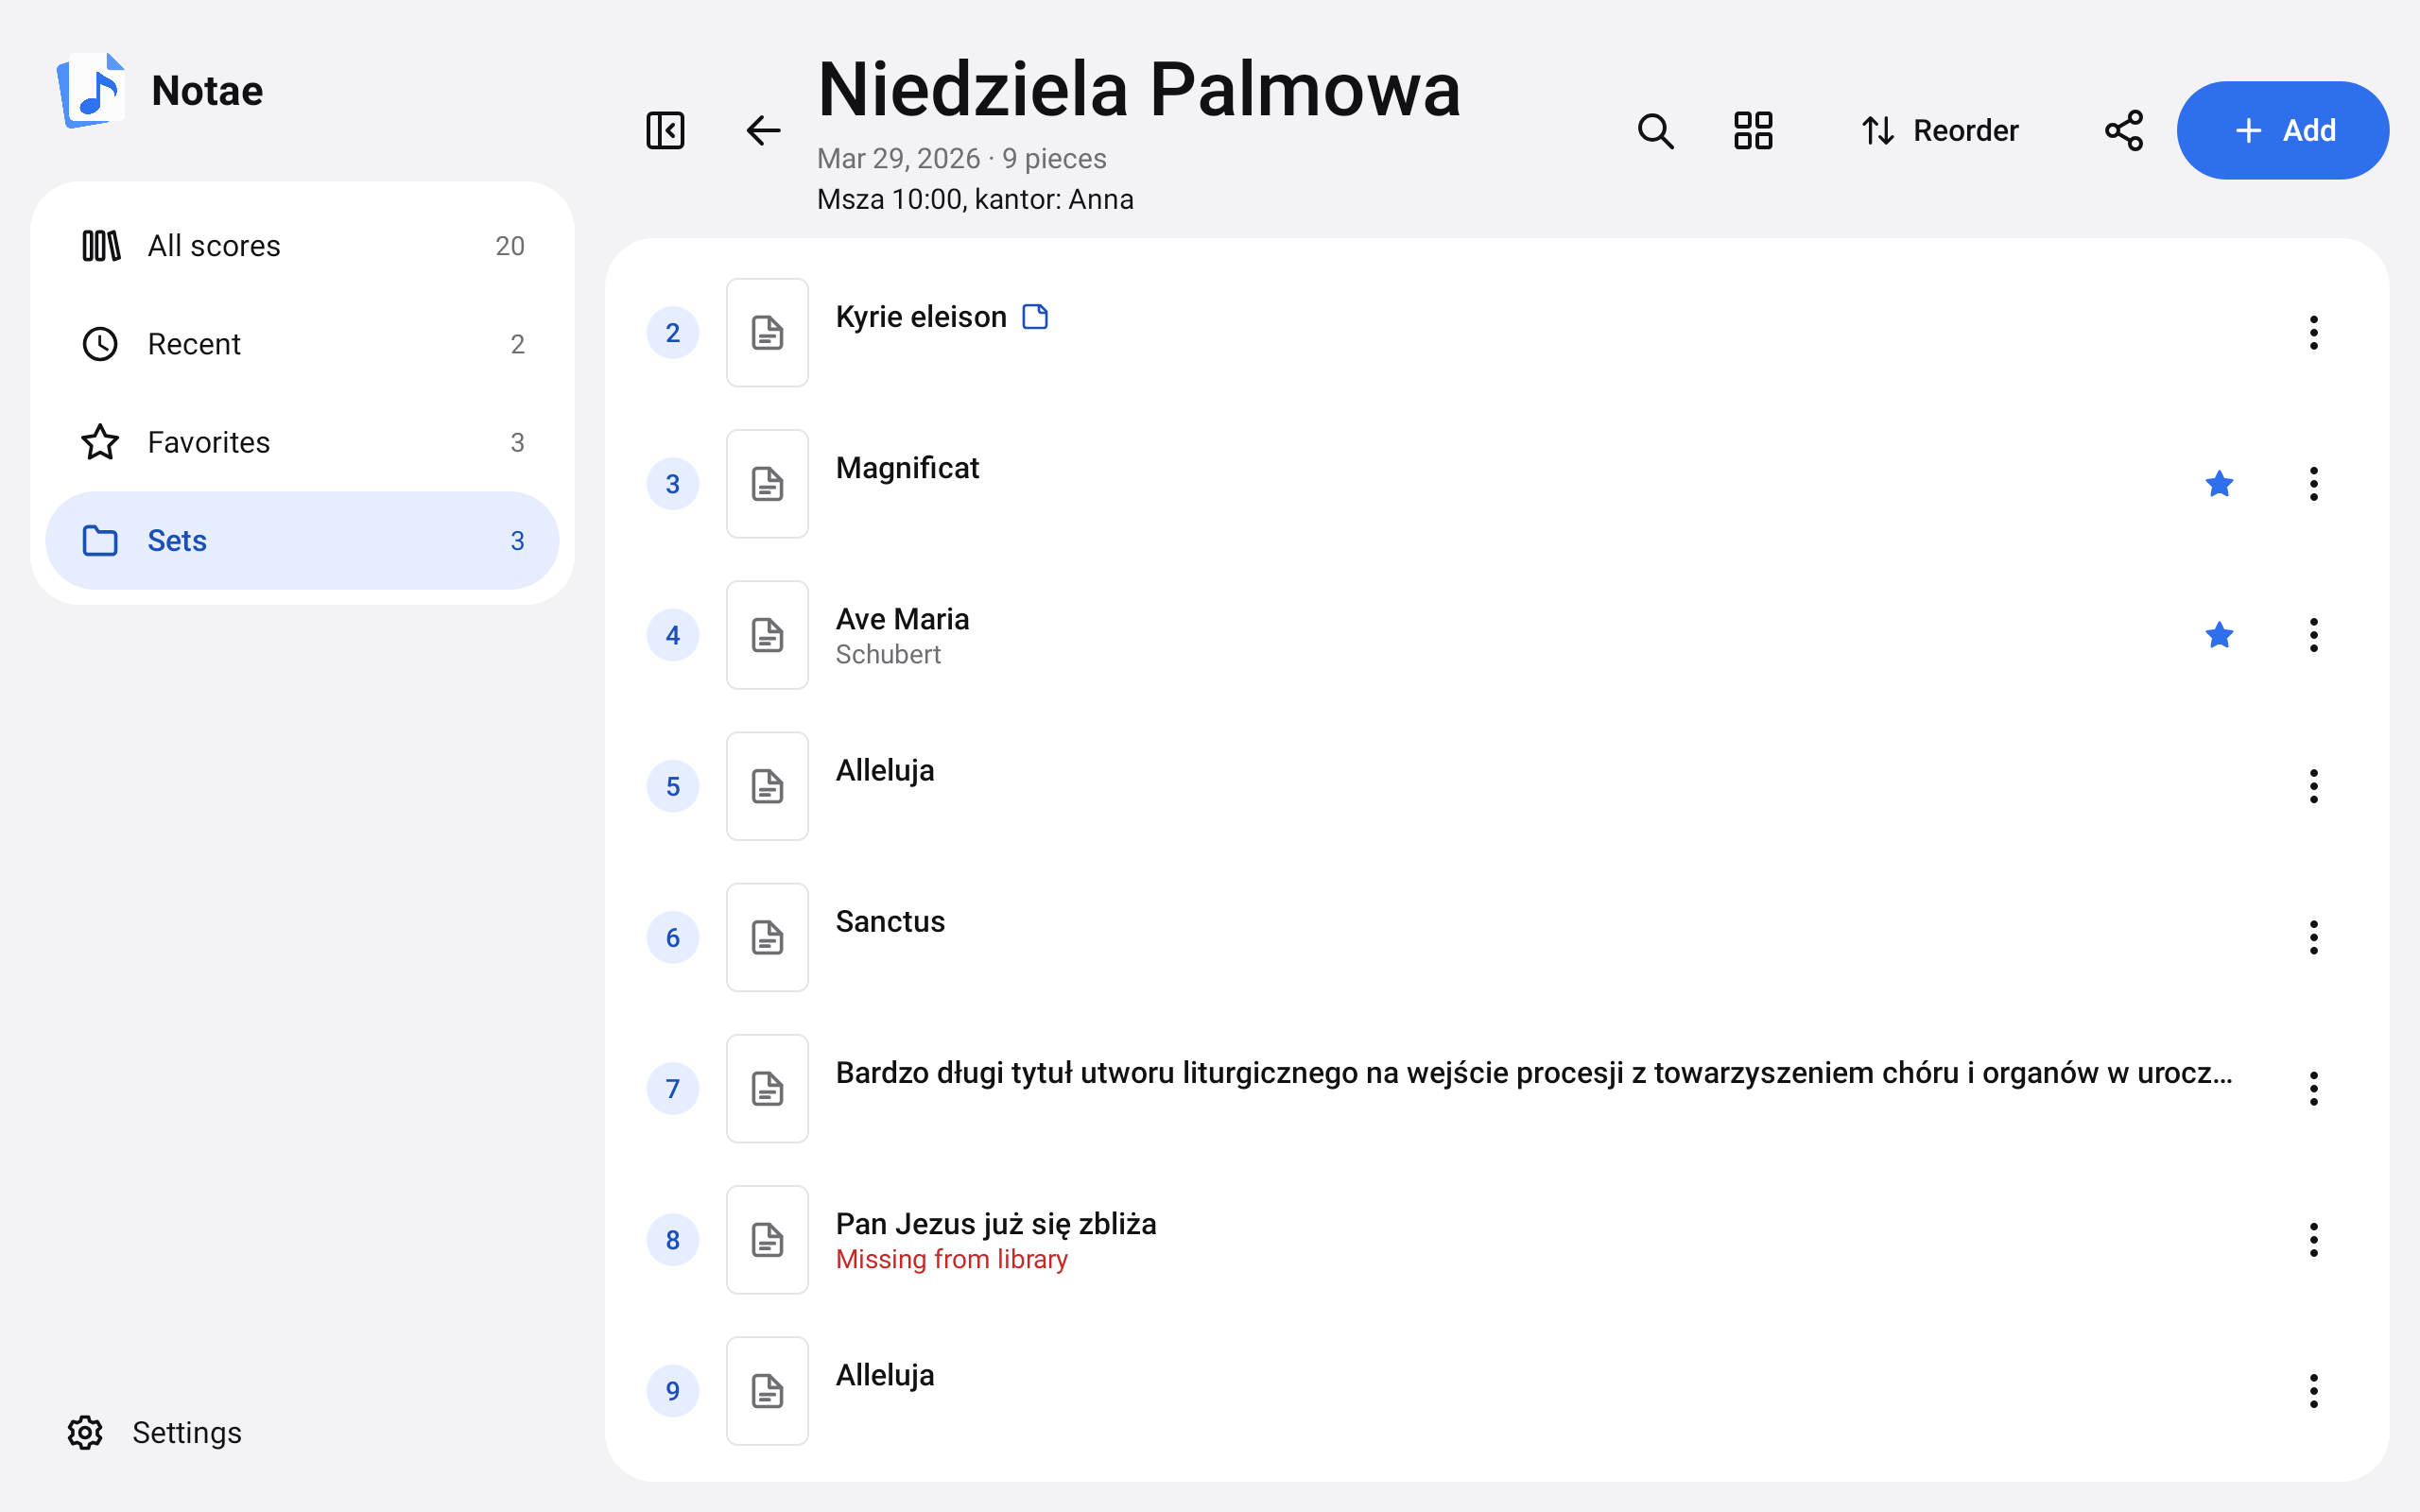 Notae
All scores 20
Recent 2
Favorites 3
Sets 3
Settings
Niedziela Palmowa
Mar 29, 2026 · 9 pieces
Msza 10:00, kantor: Anna
Reorder
Add
2 Kyrie eleison
3 Magnificat
4 Ave Maria
Schubert
5 Alleluja
6 Sanctus
7 Bardzo długi tytuł utworu liturgicznego na wejście procesji z towarzyszeniem chóru i organów w urocz...
8 Pan Jezus już się zbliża
Missing from library
9 Alleluja